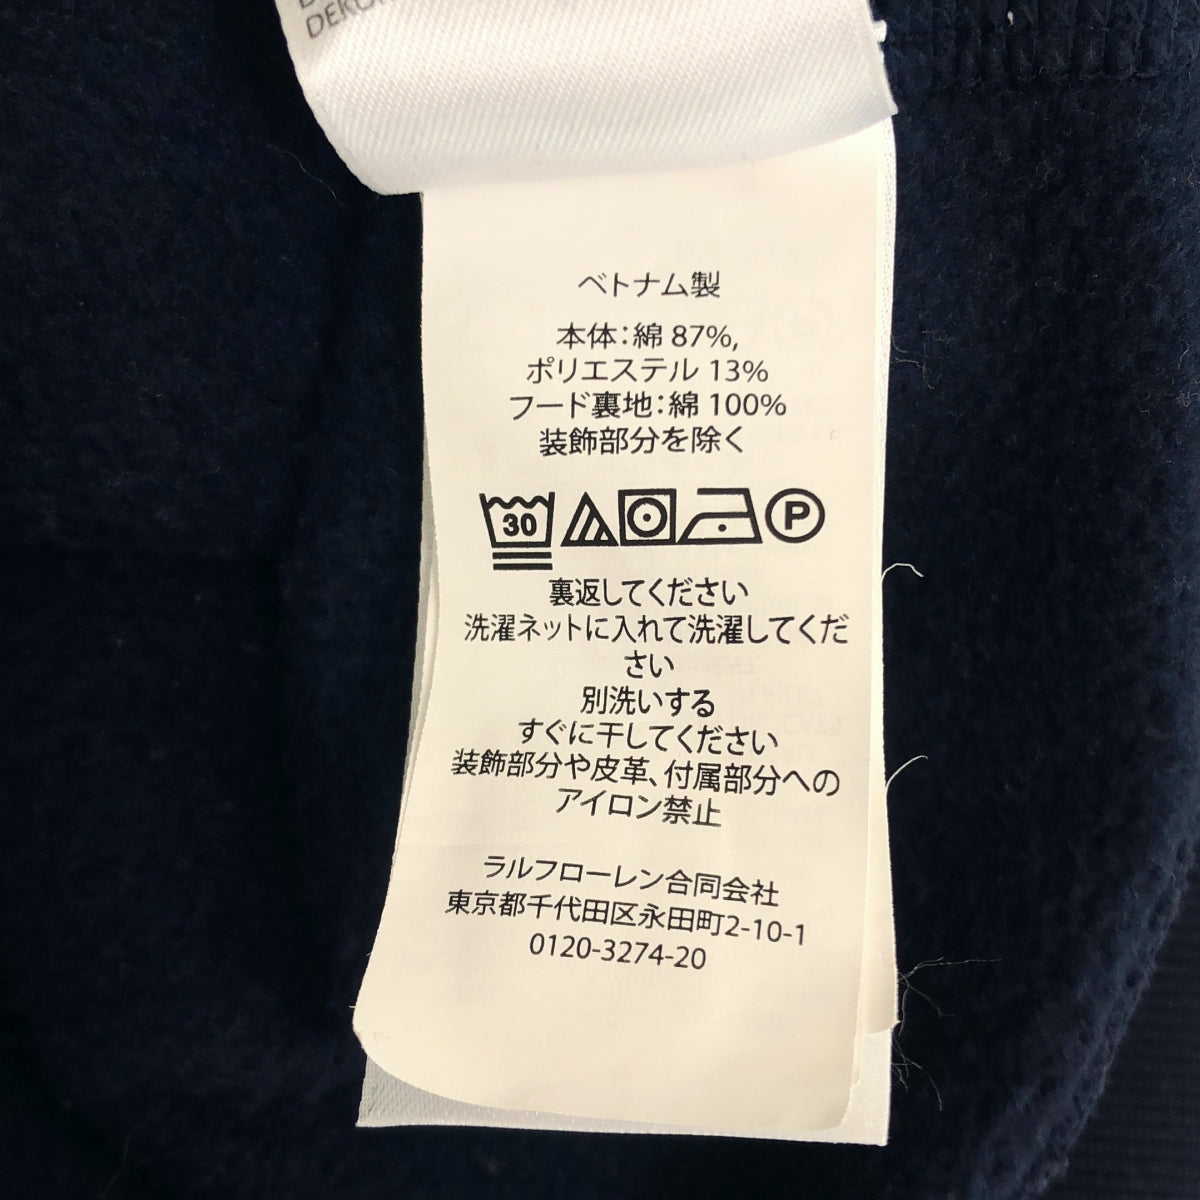 DEKO
ベトナム製
本体：綿 87%,
ポリエステル 13%
フード裏地：綿 100%
装飾部分を除く
30 P
裏返してください
洗濯ネットに入れて洗濯してくだ
さい
別洗いする
すぐに干してください
装飾部分や皮革、付属部分への
アイロン禁止
ラルフローレン合同会社
東京都千代田区永田町2-10-1
0120-3274-20